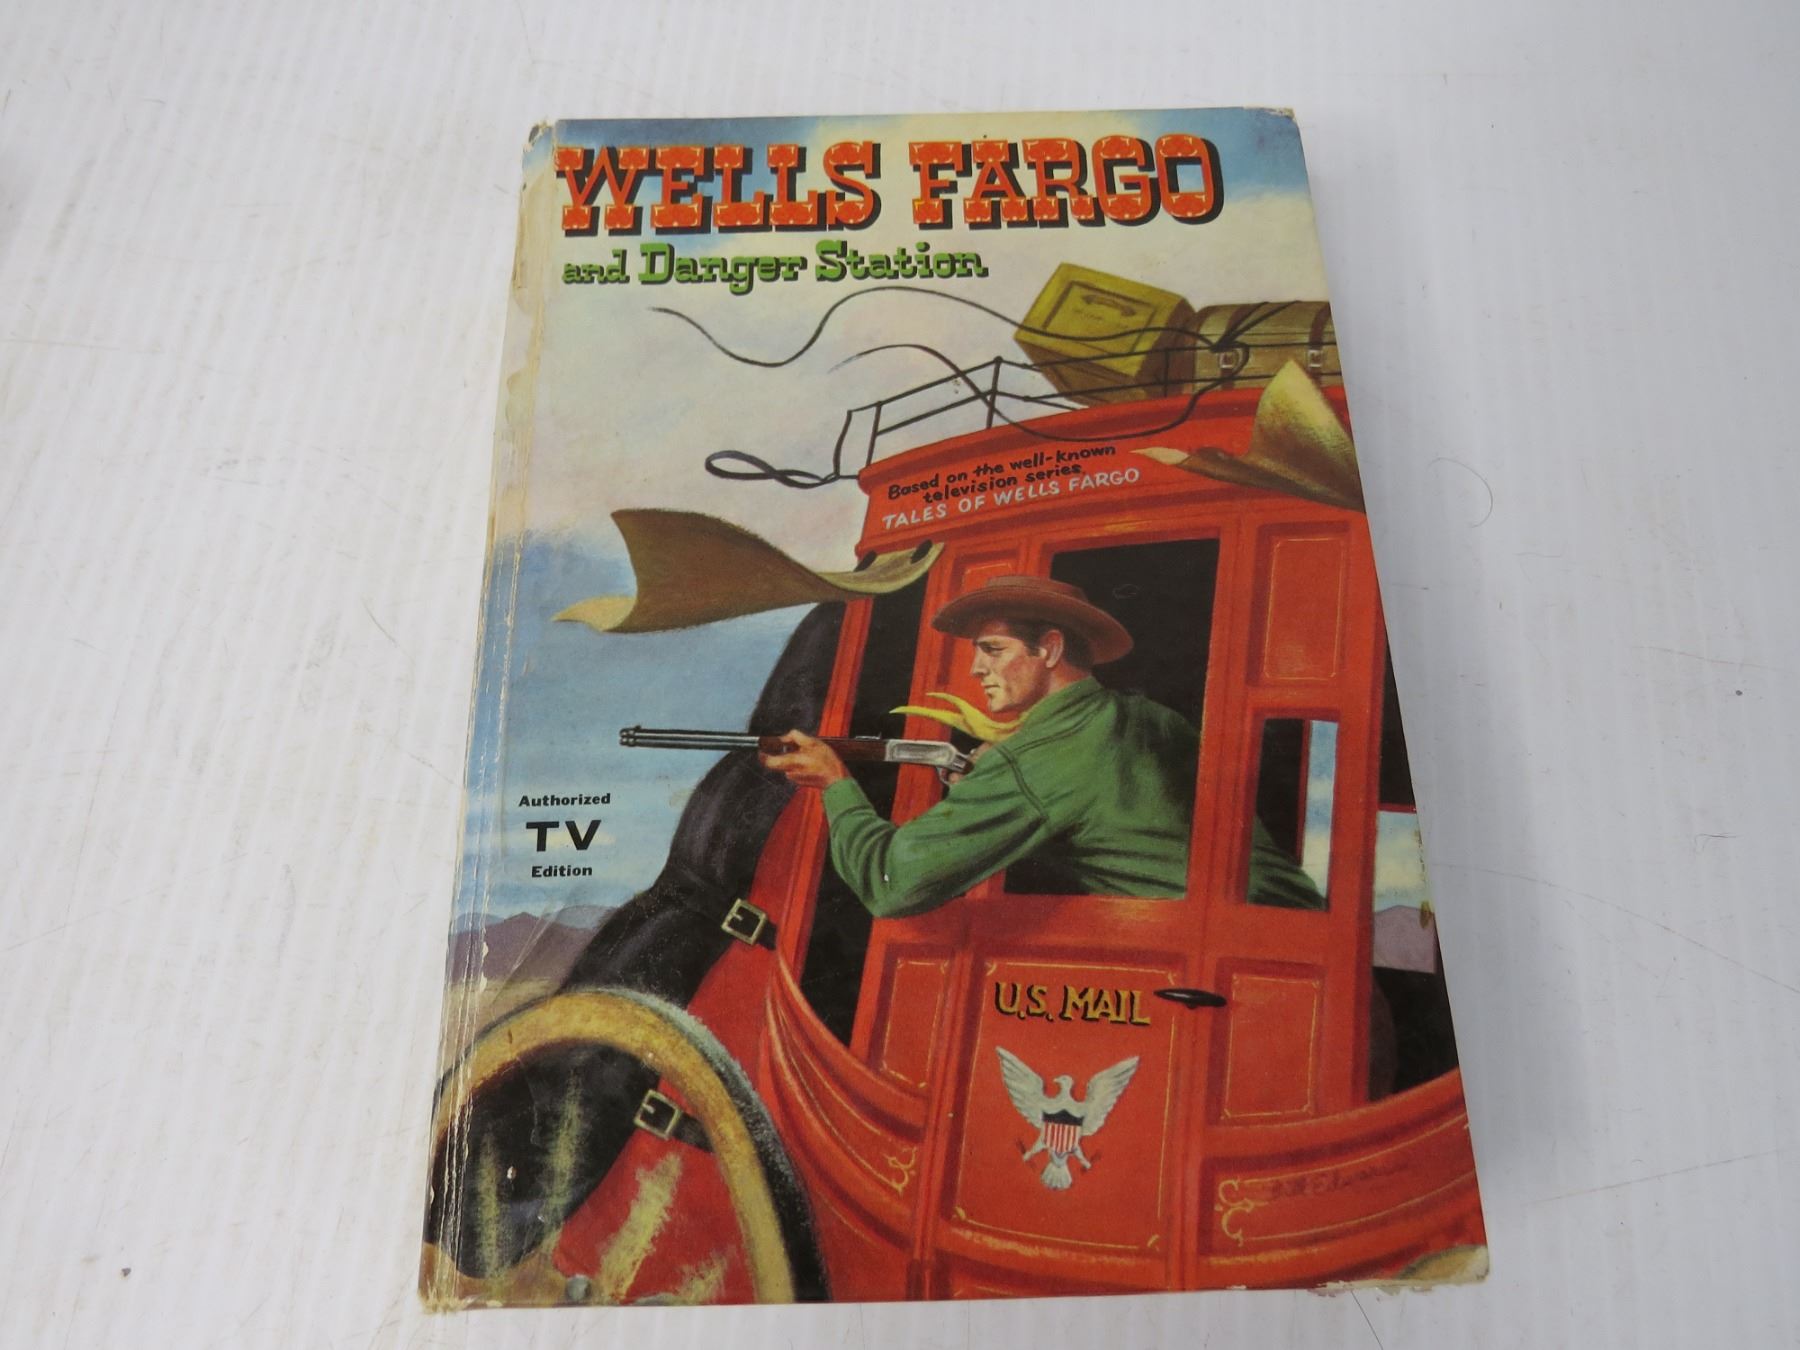 WELLS FARGO
and Danger Station
Based on the well-known
television series,
TALES OF WELLS FARGO
Authorized
TV
Edition
U.S. MAIL